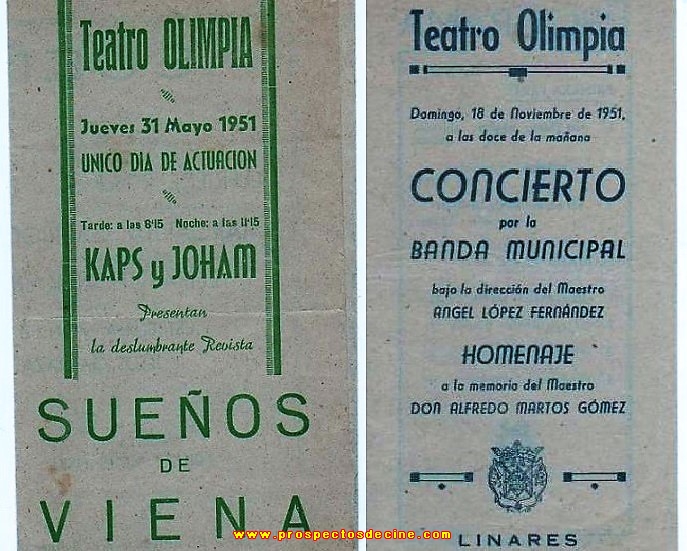 Teatro OLIMPIA
Jueves 31 Mayo 1951
UNICO DIA DE ACTUACION
Tarde: a las 6'15 Noche: a las 11'15
KAPS y JOHAM
Presentan
la deslumbrante Revista
SUEÑOS
DE
VIENA
Teatro Olimpia
Domingo, 18 de Noviembre de 1951,
a las doce de la mañana
CONCIERTO
por la
BANDA MUNICIPAL
bajo la dirección del Maestro
ANGEL LÓPEZ FERNÁNDEZ
HOMENAJE
a la memoria del Maestro
DON ALFREDO MARTOS GÓMEZ
LINARES
www.prospectosdecine.com